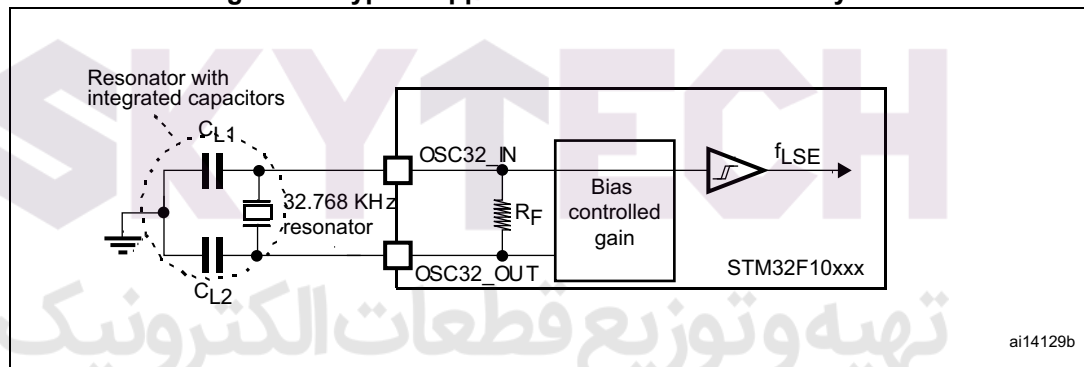 SKYTECH
Resonator with
integrated capacitors
CL1
OSC32_IN
fLSE
32.768 KHz
resonator
RF
Bias
controlled
gain
OSC32_OUT
STM32F10xxx
CL2
تهیه و توزیع قطعات الکترونیک
ai14129b